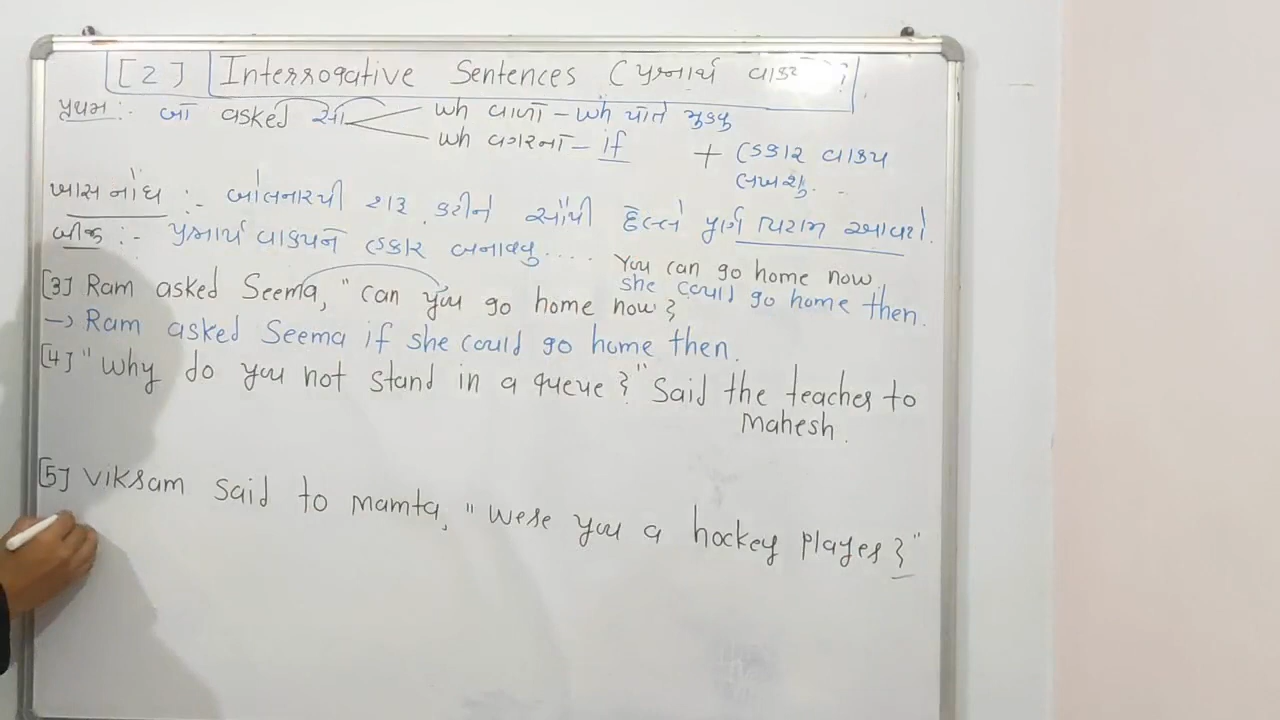 [2] Interrogative Sentences (પ્રશ્નાર્થ વાક્ય)
પ્રથમ :- બો asked સાં wh વાળાં - wh પોતે મુકવુ
wh વગરનાં - if + હકાર વાક્ય લખશું..
ખાસ નોંધ :- બોલનારથી શરૂ કરીને સૌથી છેલ્લે પુર્ણ વિરામ આવશે.
બીજુ :- પ્રશ્નાર્થ વાક્યને હકાર બનાવવુ.....
You can go home now.
[3] Ram asked Seema, "can you go home now?
she could go home then.
→ Ram asked Seema if she could go home then.
[4] "Why do you not stand in a queue?" Said the teacher to
Mahesh.
[5] Vikram said to mamta, "were you a hockey player?"